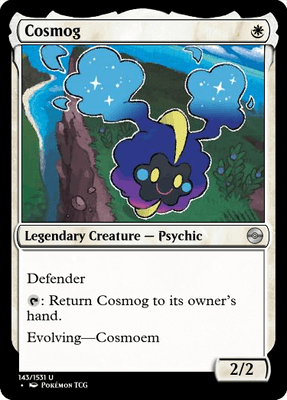 Cosmog
Legendary Creature — Psychic
Defender
: Return Cosmog to its owner's
hand.
Evolving—Cosmoem
2/2
143/1531 U
• Pokémon TCG